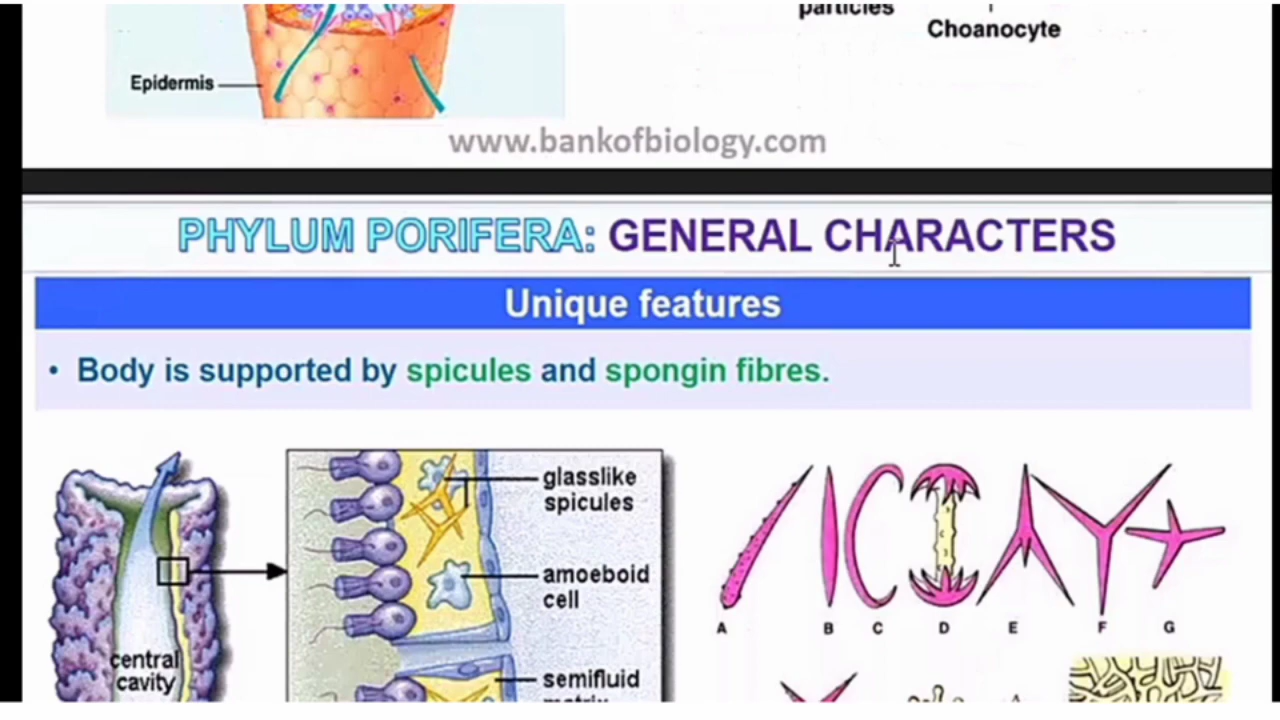 particles
Choanocyte
Epidermis
www.bankofbiology.com
PHYLUM PORIFERA: GENERAL CHARACTERS
Unique features
• Body is supported by spicules and spongin fibres.
glasslike
spicules
amoeboid
cell
central
cavity
semifluid
A B C D E F G